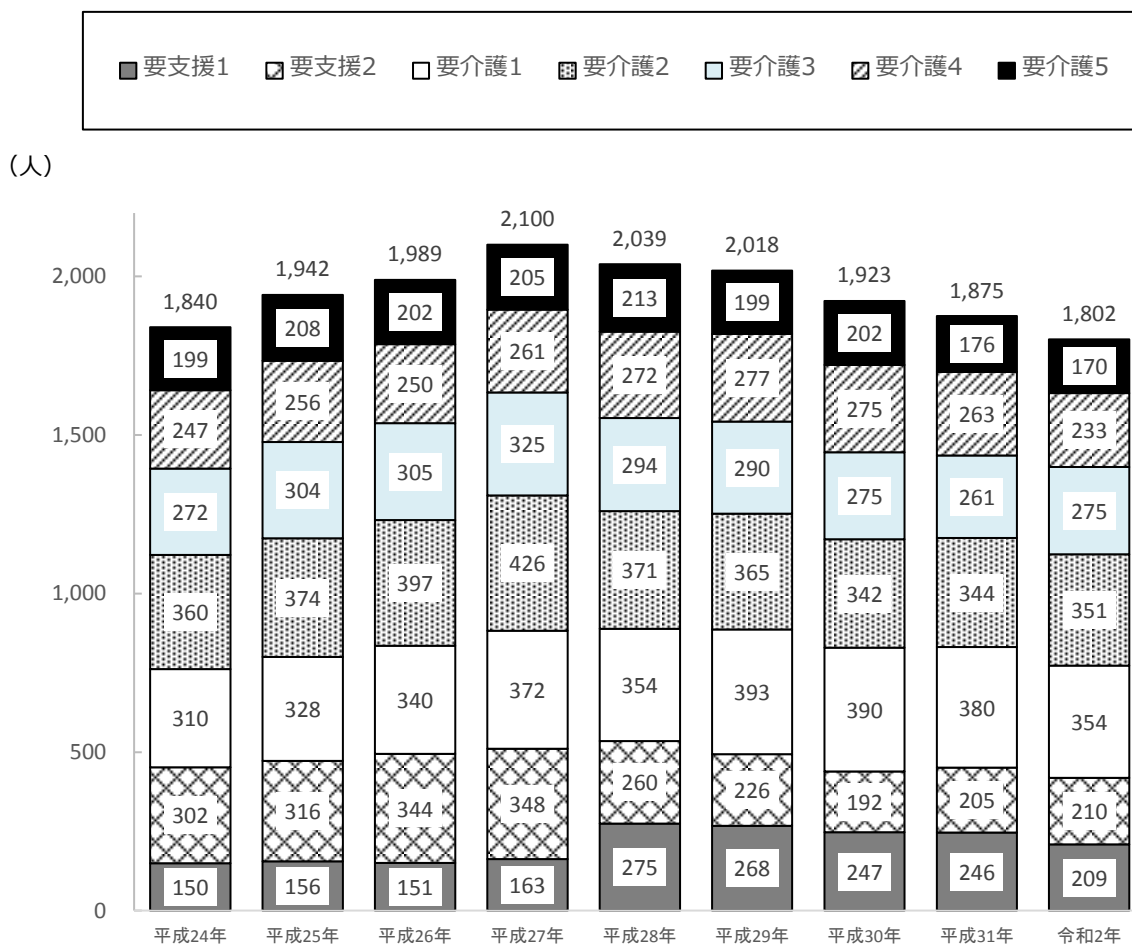 要支援1 要支援2 要介護1 要介護2 要介護3 要介護4 要介護5
（人）
2,100
2,039
2,018
1,989
1,942
1,923
1,875
1,840
1,802
2,000
1,500
1,000
500
0
199 208 202 205 213 199 202 176 170
247 256 250 261 272 277 275 263 233
272 304 305 325 294 290 275 261 275
360 374 397 426 371 365 342 344 351
310 328 340 372 354 393 390 380 354
302 316 344 348 260 226 192 205 210
150 156 151 163 275 268 247 246 209
平成24年 平成25年 平成26年 平成27年 平成28年 平成29年 平成30年 平成31年 令和2年